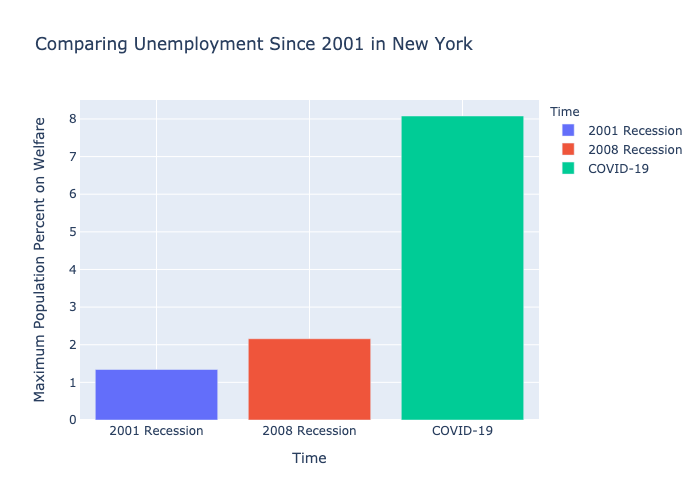 Comparing Unemployment Since 2001 in New York
Maximum Population Percent on Welfare
8
7
6
5
4
3
2
1
0
2001 Recession
2008 Recession
COVID-19
Time
Time
2001 Recession
2008 Recession
COVID-19